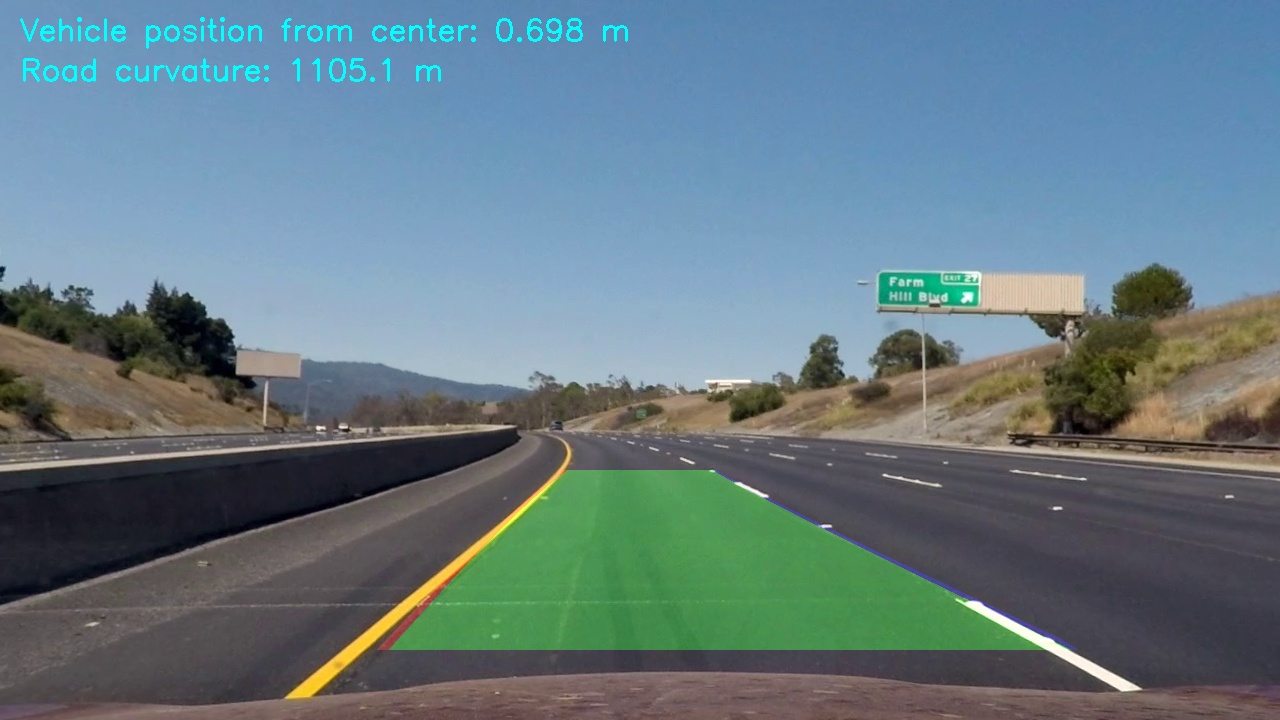 Vehicle position from center: 0.698 m
Road curvature: 1105.1 m
EXIT 27
Farm
Hill Blvd